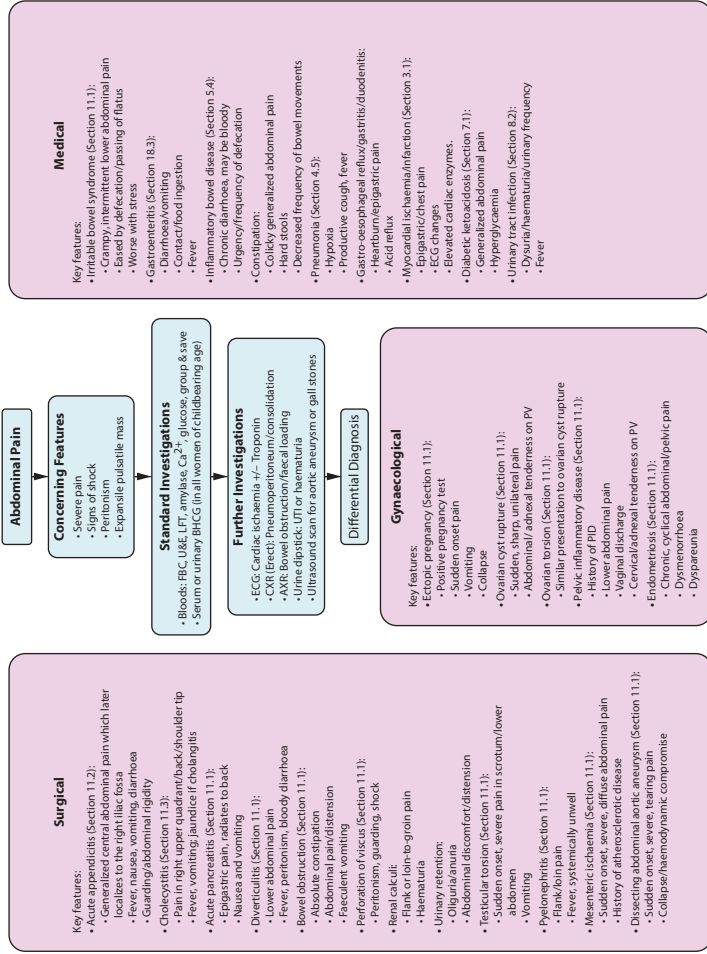 Abdominal Pain
Concerning Features
• Severe pain
• Signs of shock
• Peritonism
• Expansile pulsatile mass
Standard Investigations
• Bloods: FBC, U&E, LFT, amylase, Ca2+, glucose, group & save
• Serum or urinary BHCG (in all women of childbearing age)
Further Investigations
• ECG: Cardiac ischaemia +/− Troponin
• CXR (Erect): Pneumoperitoneum/consolidation
• AXR: Bowel obstruction/faecal loading
• Urine dipstick: UTI or haematuria
• Ultrasound scan for aortic aneurysm or gall stones
Differential Diagnosis
Surgical
Key features:
• Acute appendicitis (Section 11.2):
• Generalized central abdominal pain which later
localizes to the right iliac fossa
• Fever, nausea, vomiting, diarrhoea
• Guarding/abdominal rigidity
• Cholecystitis (Section 11.3):
• Pain in right upper quadrant/back/shoulder tip
• Fever, vomiting; jaundice if cholangitis
• Acute pancreatitis (Section 11.1):
• Epigastric pain, radiates to back
• Nausea and vomiting
• Diverticulitis (Section 11.1):
• Lower abdominal pain
• Fever, peritonism, bloody diarrhoea
• Bowel obstruction (Section 11.1):
• Absolute constipation
• Abdominal pain/distension
• Faeculent vomiting
• Perforation of viscus (Section 11.1):
• Peritonism, guarding, shock
• Renal calculi:
• Flank or loin-to-groin pain
• Haematuria
• Urinary retention:
• Oliguria/anuria
• Abdominal discomfort/distension
• Testicular torsion (Section 11.1):
• Sudden onset, severe pain in scrotum/lower
abdomen
• Vomiting
• Pyelonephritis (Section 11.1):
• Flank/loin pain
• Fever, systemically unwell
• Mesenteric ischaemia (Section 11.1):
• Sudden onset, severe, diffuse abdominal pain
• History of atherosclerotic disease
• Dissecting abdominal aortic aneurysm (Section 11.1):
• Sudden onset, severe, tearing pain
• Collapse/haemodynamic compromise
Gynaecological
Key features:
• Ectopic pregnancy (Section 11.1):
• Positive pregnancy test
• Sudden onset pain
• Vomiting
• Collapse
• Ovarian cyst rupture (Section 11.1):
• Sudden, sharp, unilateral pain
• Abdominal/ adnexal tenderness on PV
• Ovarian torsion (Section 11.1):
• Similar presentation to ovarian cyst rupture
• Pelvic inflammatory disease (Section 11.1):
• History of PID
• Lower abdominal pain
• Vaginal discharge
• Cervical/adnexal tenderness on PV
• Endometriosis (Section 11.1):
• Chronic, cyclical abdominal/pelvic pain
• Dysmenorrhoea
• Dyspareunia
Medical
Key features:
• Irritable bowel syndrome (Section 11.1):
• Crampy, intermittent lower abdominal pain
• Eased by defecation/passing of flatus
• Worse with stress
• Gastroenteritis (Section 18.3):
• Diarrhoea/vomiting
• Contact/food ingestion
• Fever
• Inflammatory bowel disease (Section 5.4):
• Chronic diarrhoea, may be bloody
• Urgency/frequency of defecation
• Constipation:
• Colicky generalized abdominal pain
• Hard stools
• Decreased frequency of bowel movements
• Pneumonia (Section 4.5):
• Hypoxia
• Productive cough, fever
• Gastro-oesophageal reflux/gastritis/duodenitis:
• Heartburn/epigastric pain
• Acid reflux
• Myocardial ischaemia/infarction (Section 3.1):
• Epigastric/chest pain
• ECG changes
• Elevated cardiac enzymes.
• Diabetic ketoacidosis (Section 7.1):
• Generalized abdominal pain
• Hyperglycaemia
• Urinary tract infection (Section 8.2):
• Dysuria/haematuria/urinary frequency
• Fever